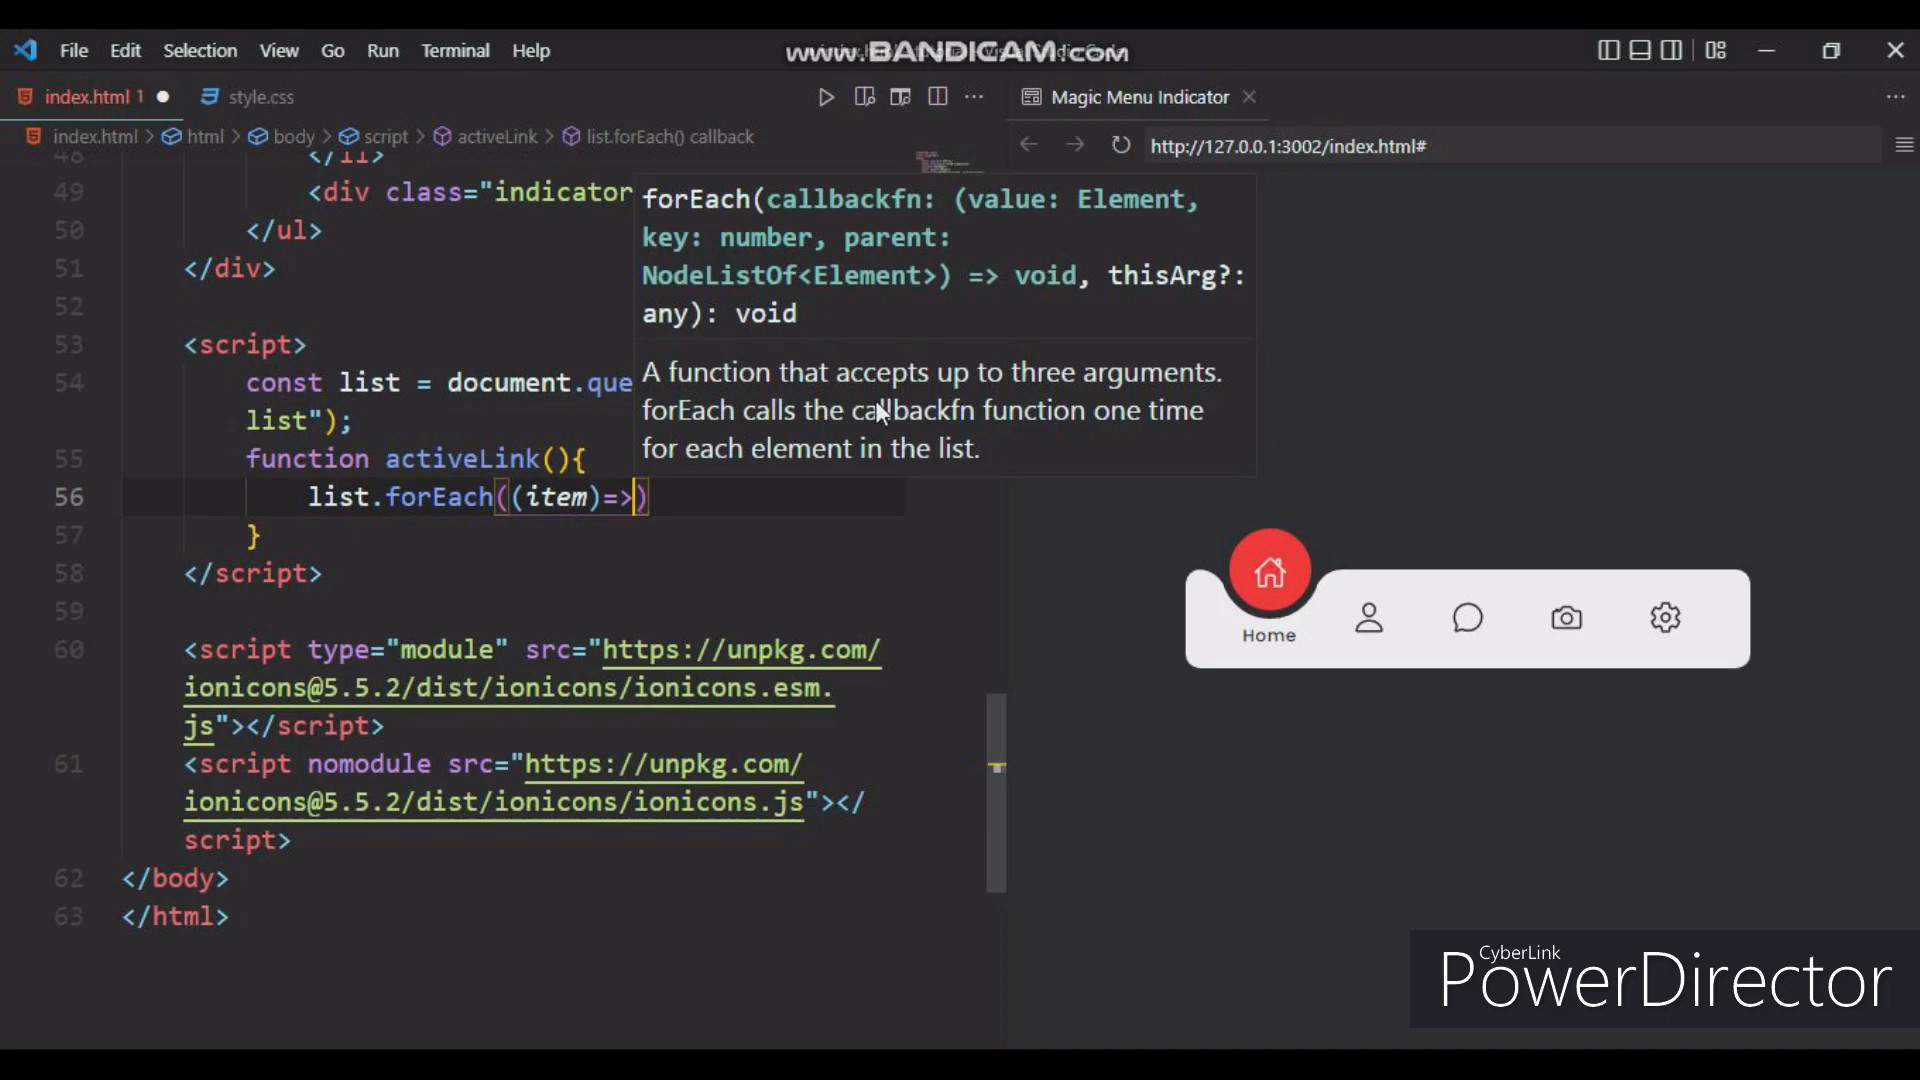 File Edit Selection View Go Run Terminal Help
www.BANDICAM.com
index.html 1 style.css
Magic Menu Indicator
index.html > html > body > script > activeLink > list.forEach() callback
http://127.0.0.1:3002/index.html#
48 </li>
49 <div class="indicator
50 </ul>
51 </div>
52
53 <script>
54 const list = document.que
list");
55 function activeLink(){
56 list.forEach((item)=>)
57 }
58 </script>
59
60 <script type="module" src="https://unpkg.com/
ionicons@5.5.2/dist/ionicons/ionicons.esm.
js"></script>
61 <script nomodule src="https://unpkg.com/
ionicons@5.5.2/dist/ionicons/ionicons.js"></
script>
62 </body>
63 </html>
forEach(callbackfn: (value: Element,
key: number, parent:
NodeListOf<Element>) => void, thisArg?:
any): void
A function that accepts up to three arguments.
forEach calls the callbackfn function one time
for each element in the list.
Home
CyberLink
PowerDirector